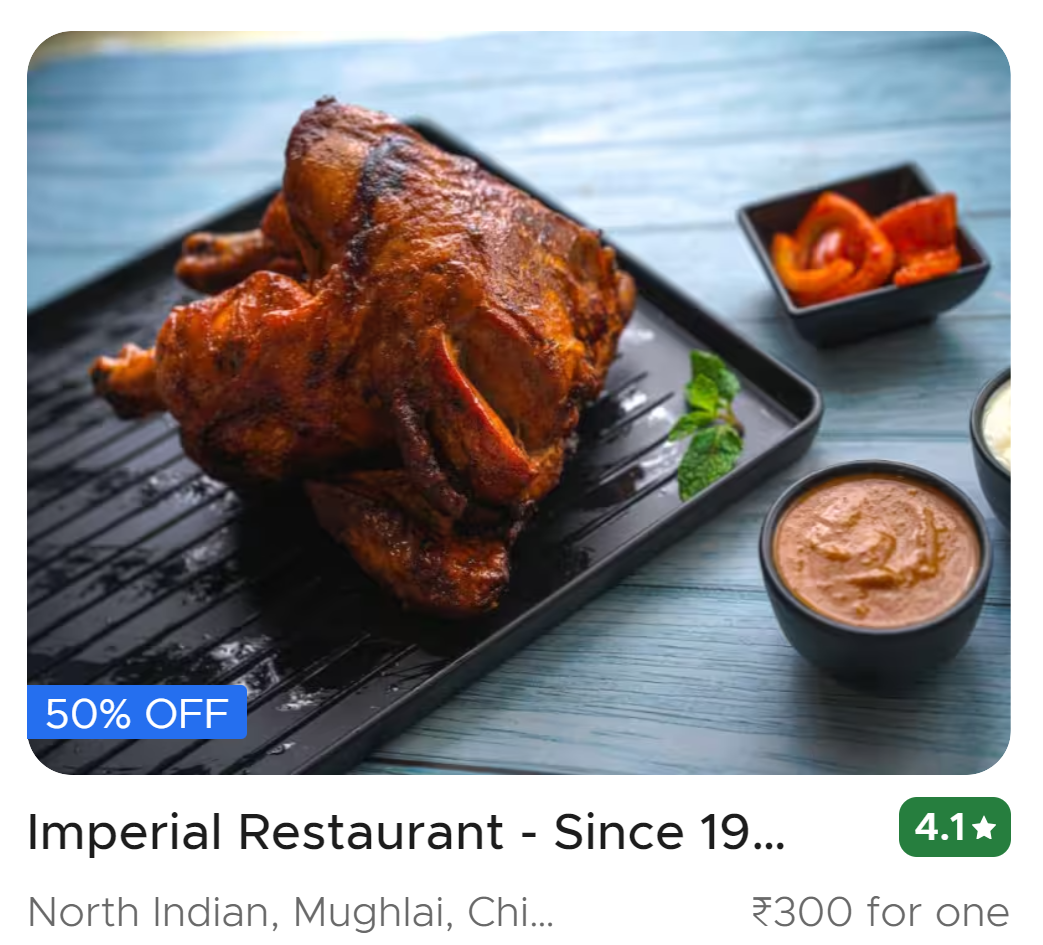 50% OFF
Imperial Restaurant - Since 19...
4.1★
North Indian, Mughlai, Chi...
₹300 for one